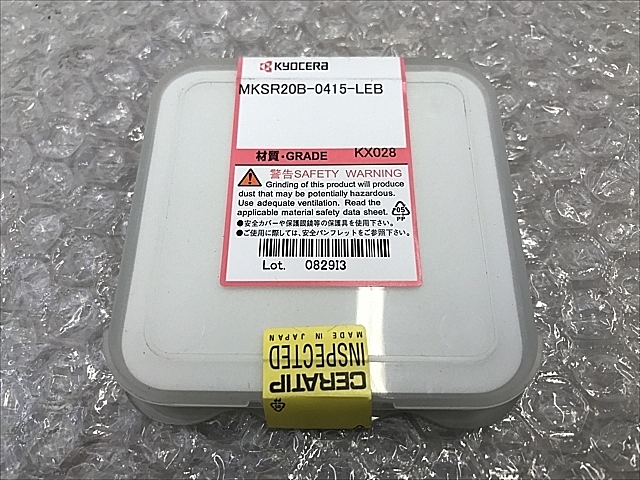 KYOCERA
MKSR20B-0415-LEB
材質・GRADE KX028
警告SAFETY WARNING
Grinding of this product will produce
dust that may be potentially hazardous.
Use adequate ventilation. Read the
applicable material safety data sheet.
05
PP
●安全カバーや保護眼鏡等の保護具を使用下さい。
●ご使用に際しては、安全パンフレットをご参照下さい。
Lot. 0829I3
CERATIP
INSPECTED
MADE IN JAPAN